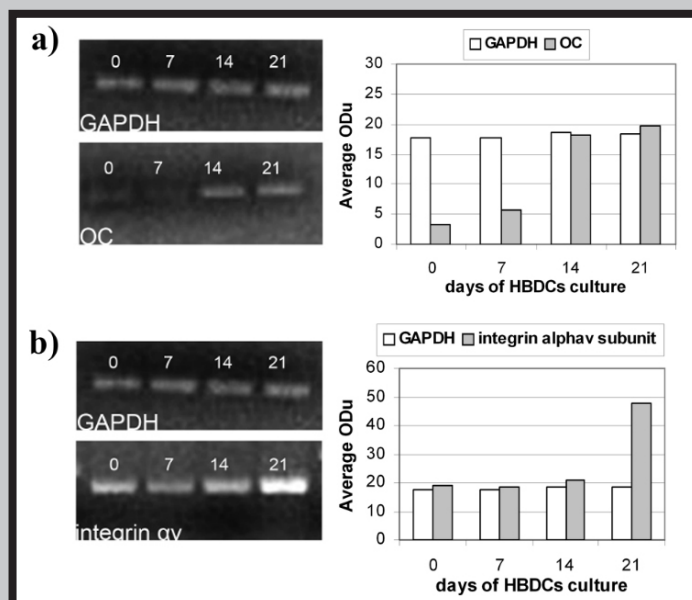 a)
0 7 14 21
GAPDH
0 7 14 21
OC
GAPDH OC
Average ODu
30
25
20
15
10
5
0
0 7 14 21
days of HBDCs culture
b)
0 7 14 21
GAPDH
0 7 14 21
integrin αv
GAPDH integrin alphav subunit
Average ODu
60
50
40
30
20
10
0
0 7 14 21
days of HBDCs culture